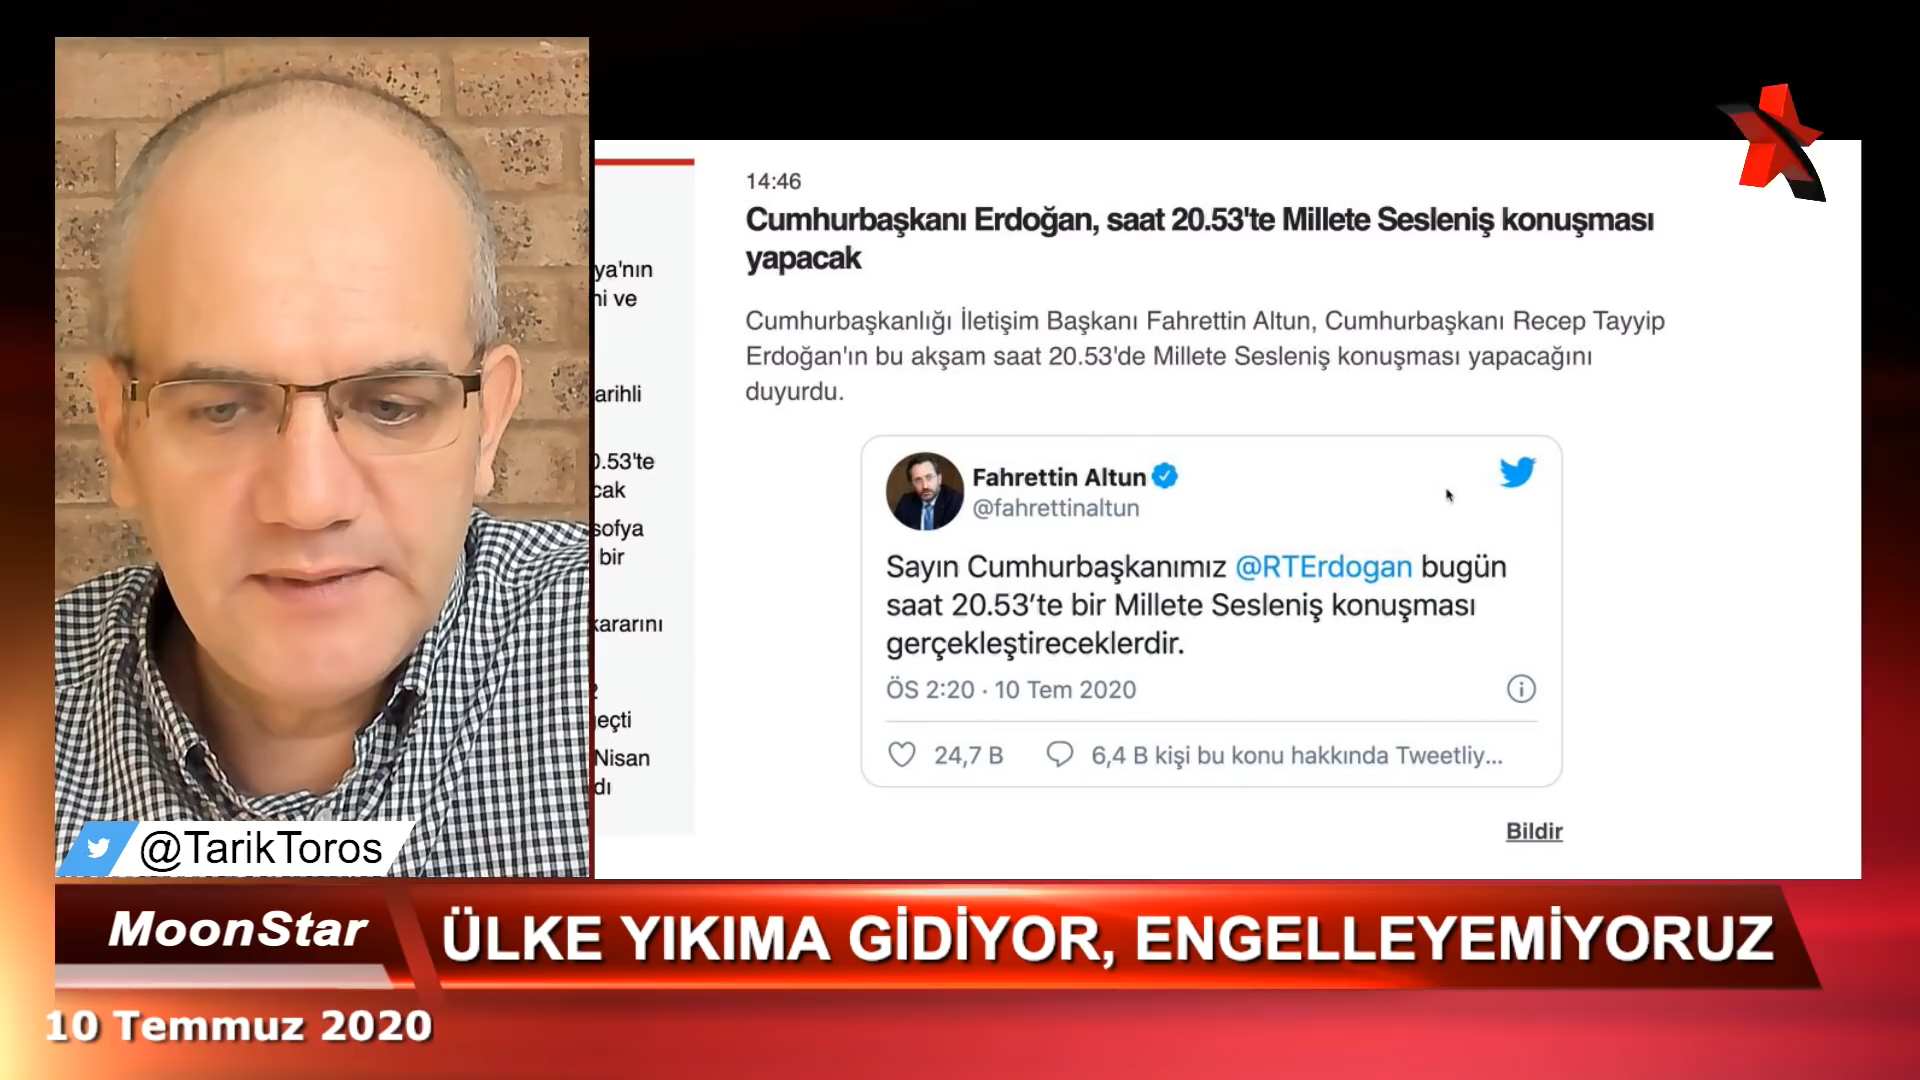 14:46
Cumhurbaşkanı Erdoğan, saat 20.53'te Millete Sesleniş konuşması
yapacak
Cumhurbaşkanlığı İletişim Başkanı Fahrettin Altun, Cumhurbaşkanı Recep Tayyip
Erdoğan'ın bu akşam saat 20.53'de Millete Sesleniş konuşması yapacağını
duyurdu.
ya'nın
ni ve
arihli
0.53'te
cak
sofya
bir
kararını
2
eçti
Nisan
dı
Fahrettin Altun
@fahrettinaltun
Sayın Cumhurbaşkanımız @RTErdogan bugün
saat 20.53'te bir Millete Sesleniş konuşması
gerçekleştireceklerdir.
ÖS 2:20 · 10 Tem 2020
24,7 B 6,4 B kişi bu konu hakkında Tweetliy...
Bildir
@TarikToros
MoonStar
ÜLKE YIKIMA GİDİYOR, ENGELLEYEMİYORUZ
10 Temmuz 2020